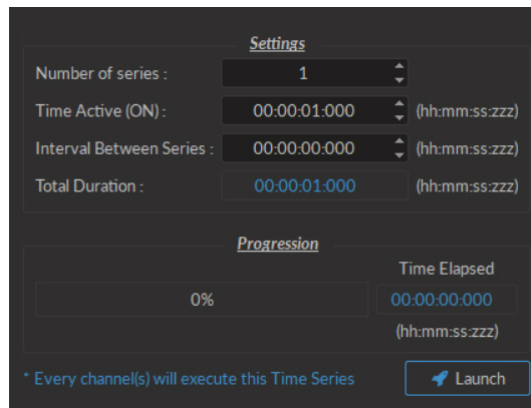 Settings
Number of series : 1
Time Active (ON) : 00:00:01:000 (hh:mm:ss:zzz)
Interval Between Series : 00:00:00:000 (hh:mm:ss:zzz)
Total Duration : 00:00:01:000 (hh:mm:ss:zzz)
Progression
Time Elapsed
0% 00:00:00:000
(hh:mm:ss:zzz)
* Every channel(s) will execute this Time Series Launch